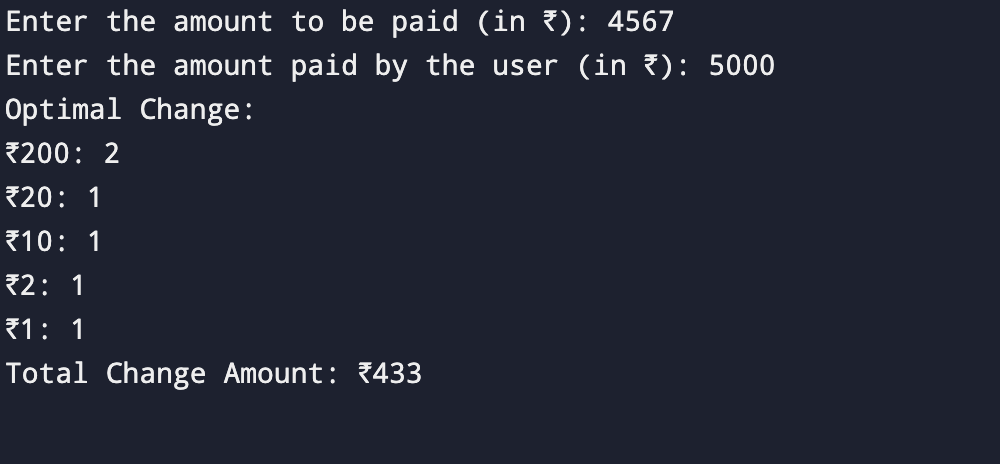 Enter the amount to be paid (in ₹): 4567
Enter the amount paid by the user (in ₹): 5000
Optimal Change:
₹200: 2
₹20: 1
₹10: 1
₹2: 1
₹1: 1
Total Change Amount: ₹433